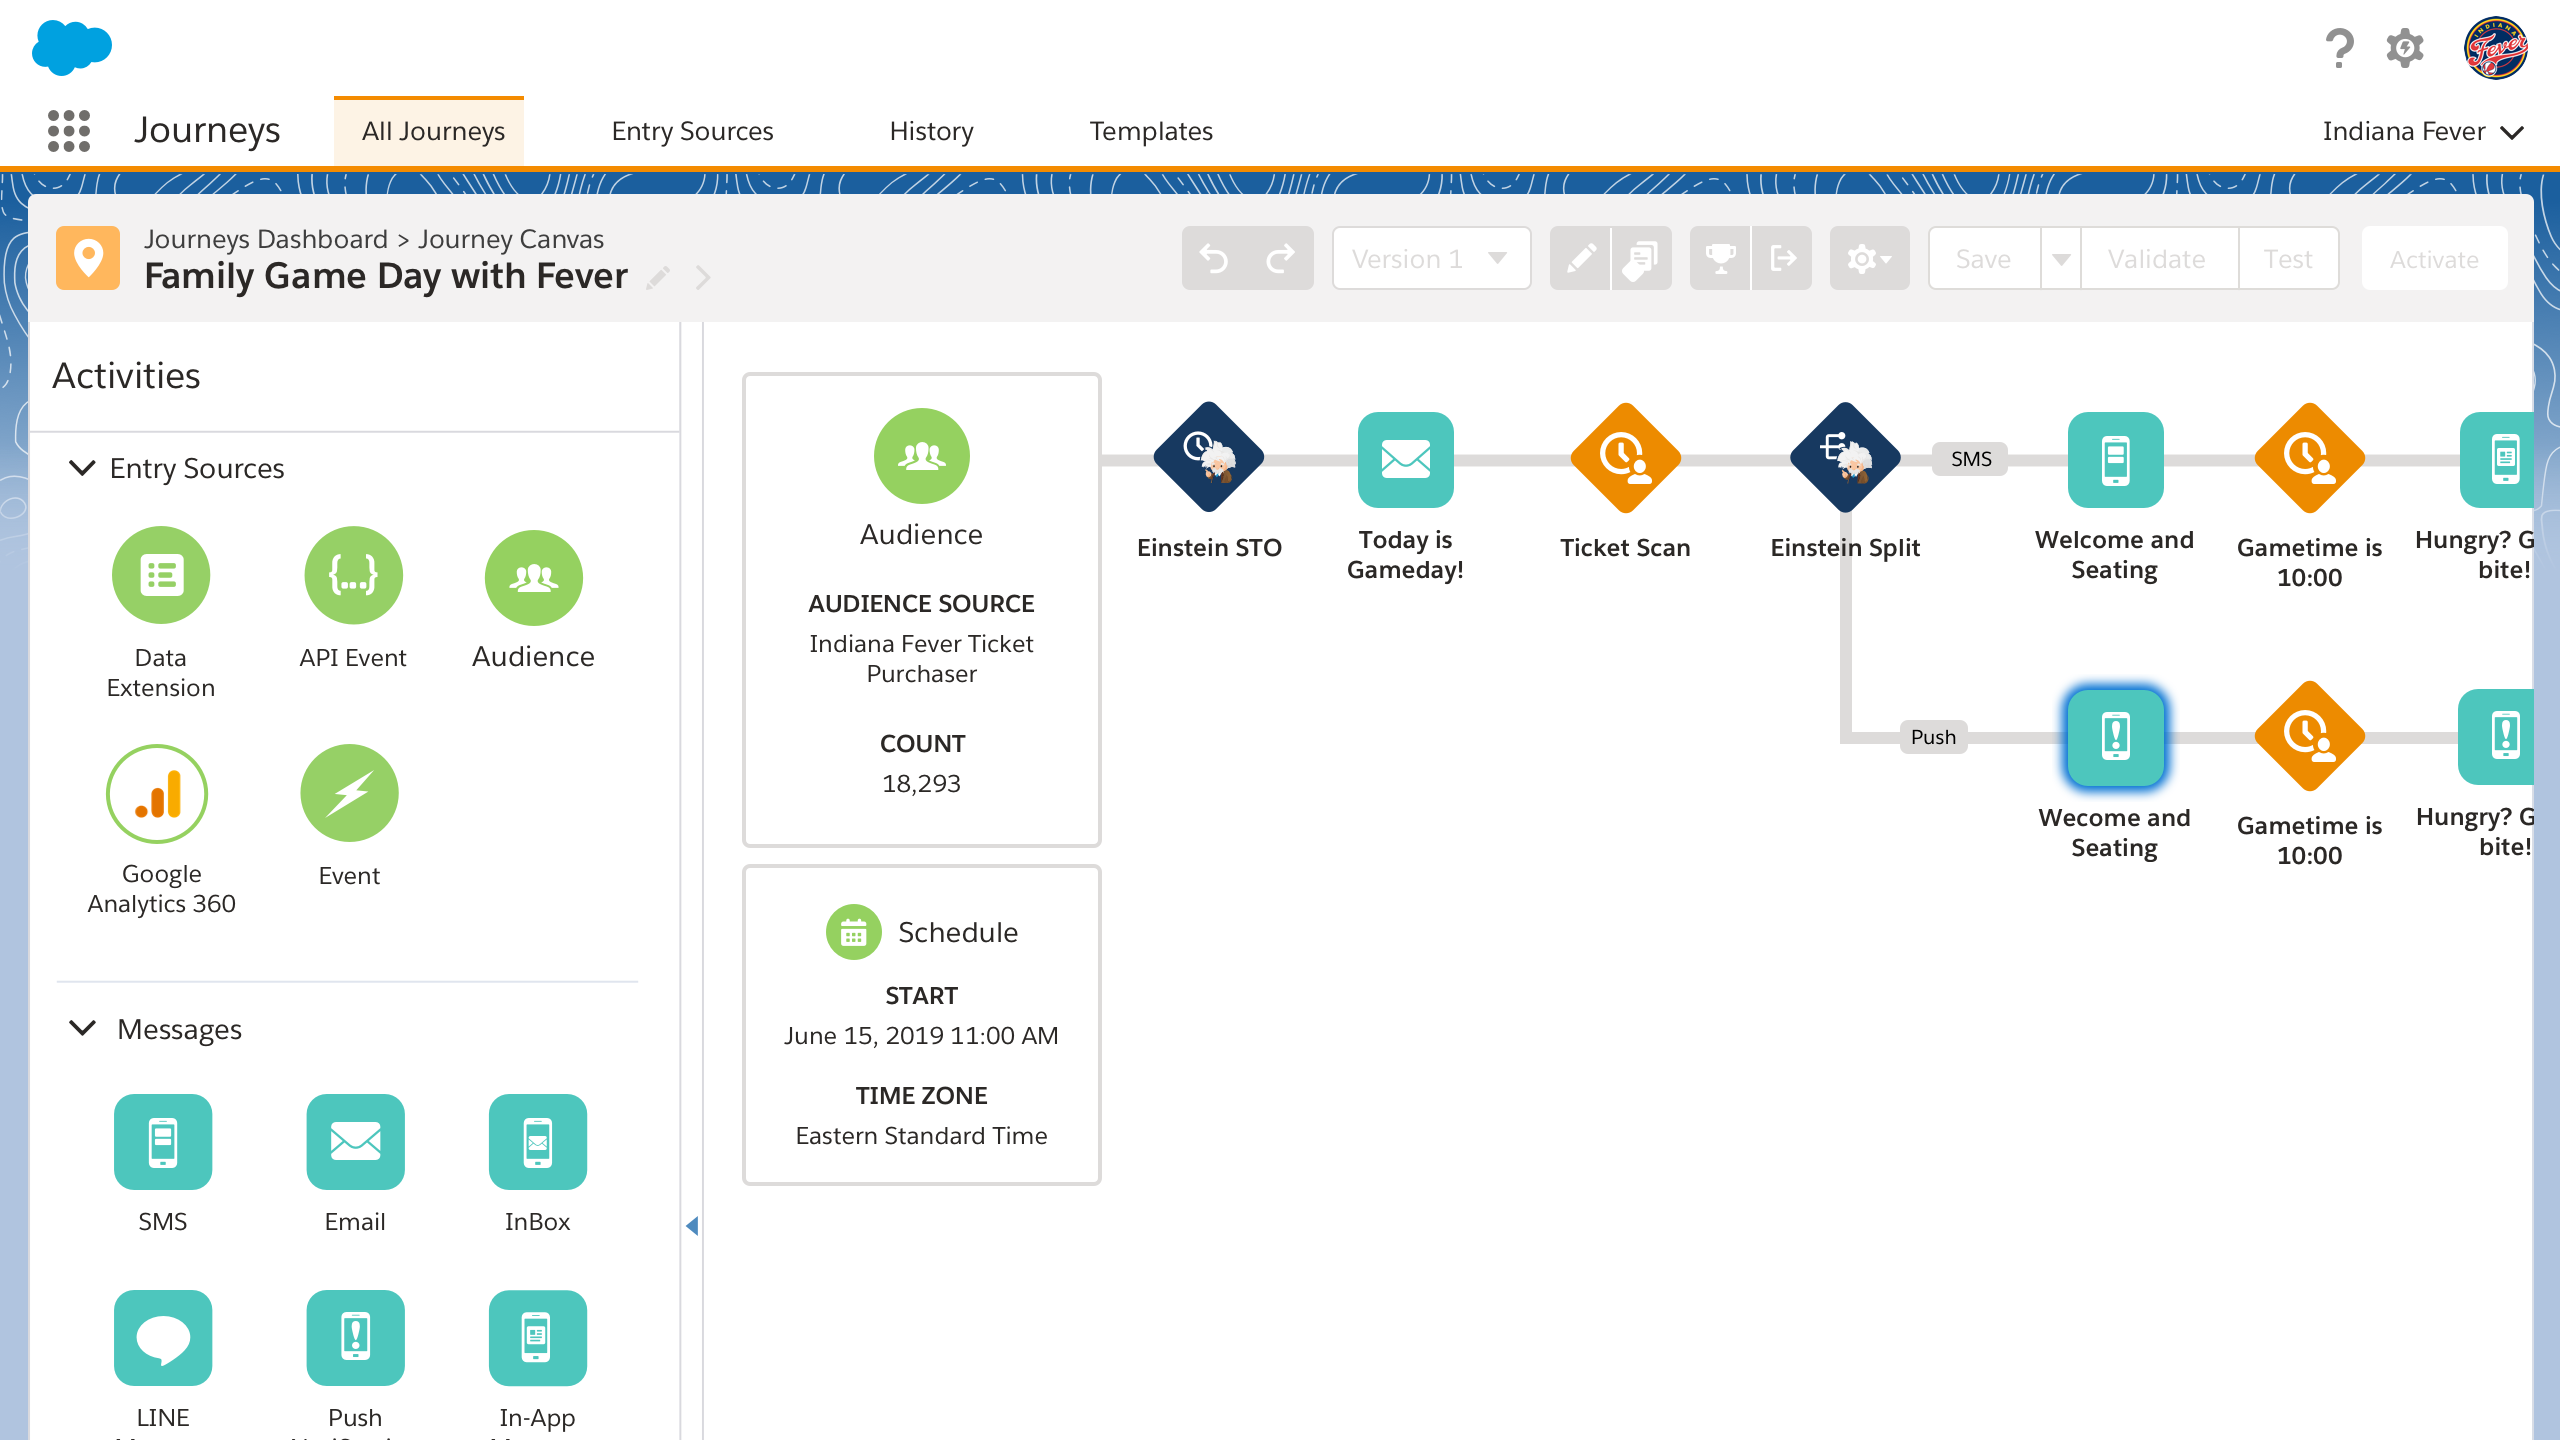 INDIANA
Fever
Journeys
All Journeys
Entry Sources
History
Templates
Indiana Fever
Journeys Dashboard > Journey Canvas
Family Game Day with Fever
Version 1
Save
Validate
Test
Activate
Activities
Entry Sources
Data
Extension
API Event
Audience
Google
Analytics 360
Event
Messages
SMS
Email
InBox
LINE
Push
In-App
Audience
AUDIENCE SOURCE
Indiana Fever Ticket
Purchaser
COUNT
18,293
Schedule
START
June 15, 2019 11:00 AM
TIME ZONE
Eastern Standard Time
Einstein STO
Today is
Gameday!
Ticket Scan
Einstein Split
SMS
Welcome and
Seating
Gametime is
10:00
Hungry? G
bite!
Push
Wecome and
Seating
Gametime is
10:00
Hungry? G
bite!